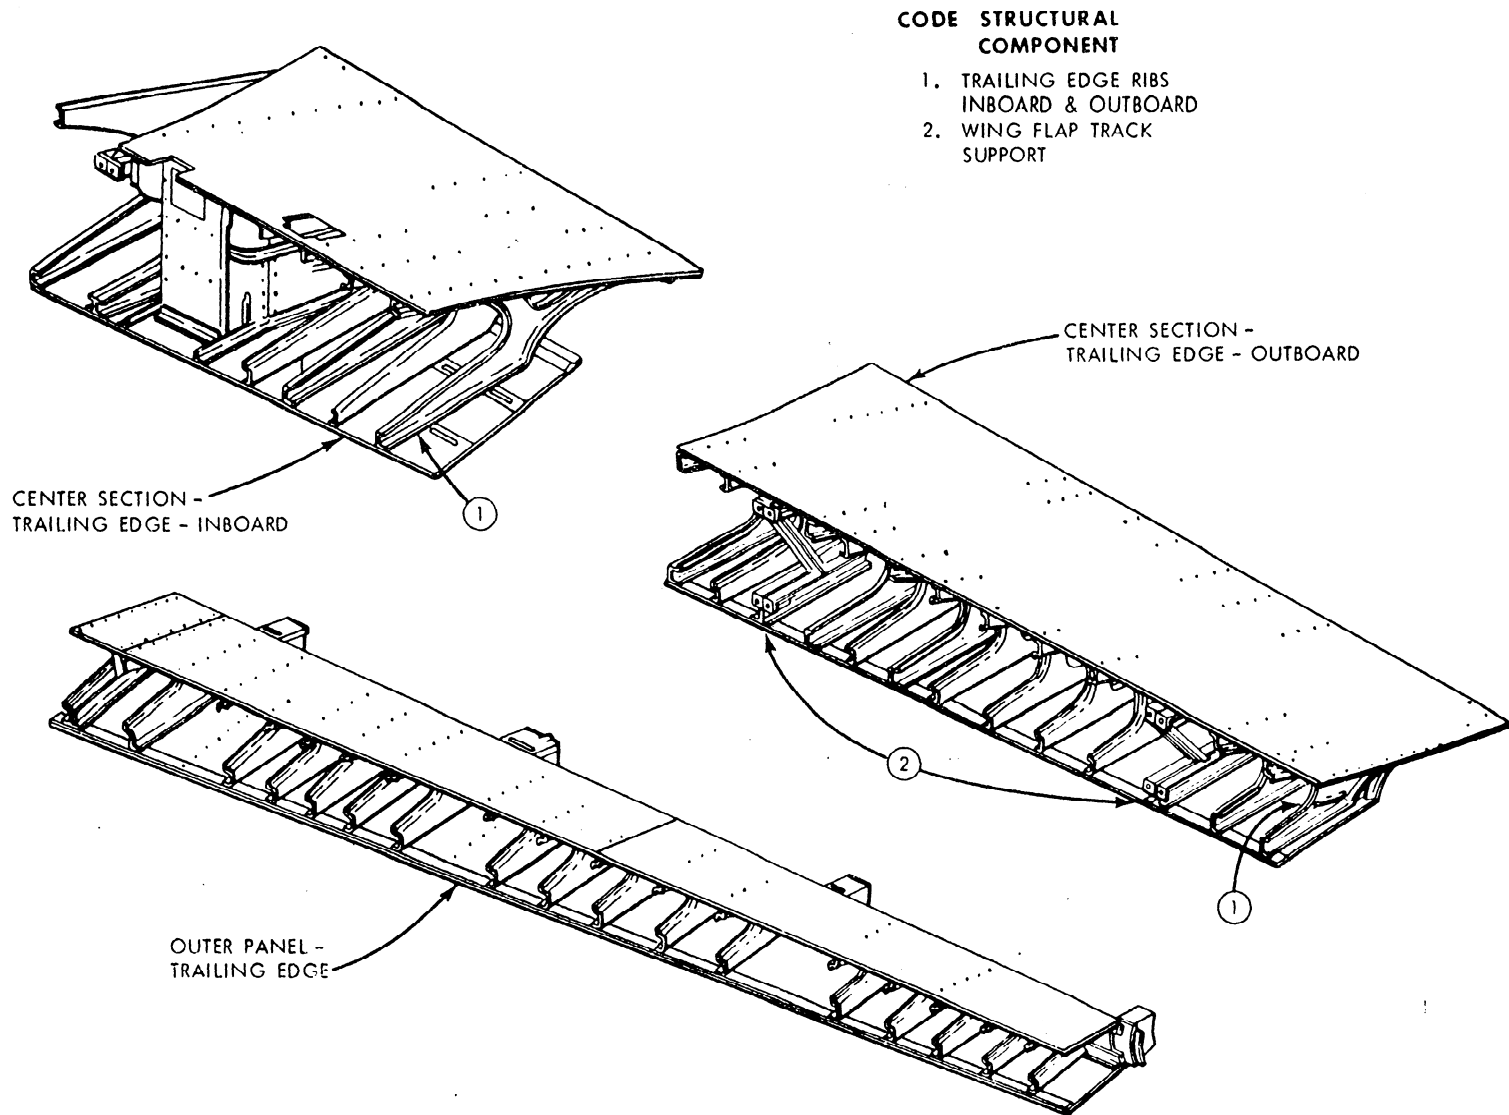 CODE STRUCTURAL
COMPONENT
1. TRAILING EDGE RIBS
INBOARD & OUTBOARD
2. WING FLAP TRACK
SUPPORT
CENTER SECTION -
TRAILING EDGE - OUTBOARD
CENTER SECTION -
TRAILING EDGE - INBOARD
1
2
1
OUTER PANEL -
TRAILING EDGE